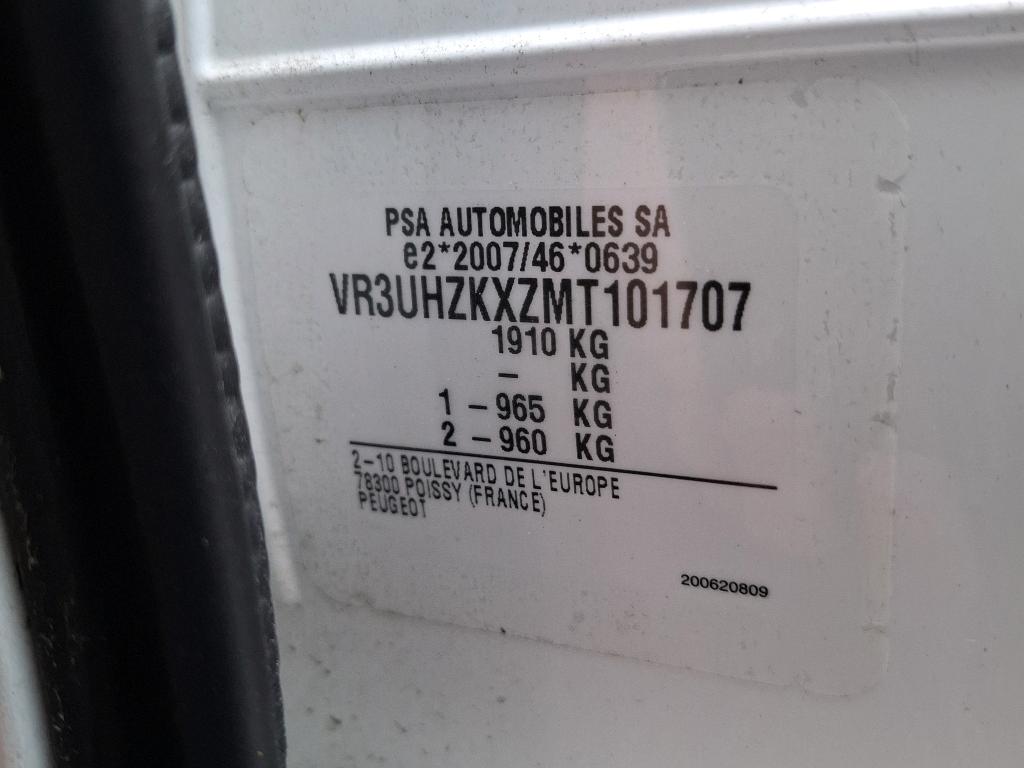 PSA AUTOMOBILES SA
e2*2007/46*0639
VR3UHZKXZMT101707
1910 KG
- KG
1 - 965 KG
2 - 960 KG
2-10 BOULEVARD DE L'EUROPE
78300 POISSY (FRANCE)
PEUGEOT
200620809